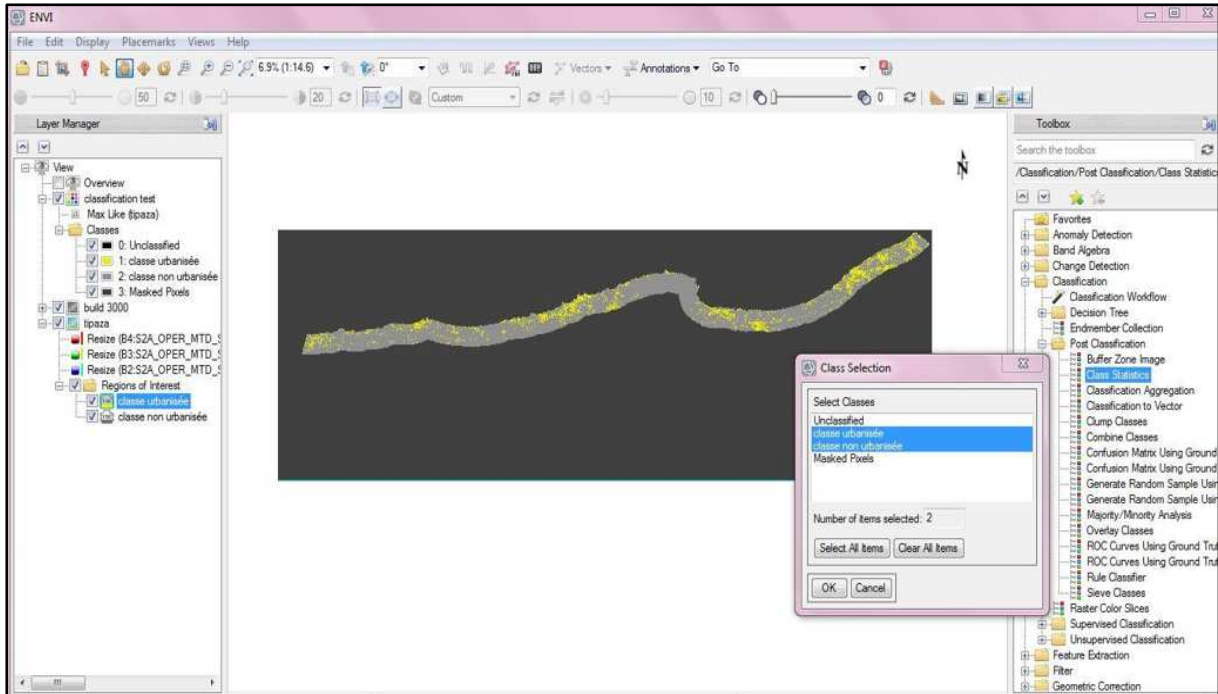 ENVI
File Edit Display Placemarks Views Help
6.9% (1:14.6) 0° Vectors Annotations Go To
50 20 Custom 10 0
Layer Manager
View
Overview
classification test
Max Like (tipaza)
Classes
0: Unclassified
1: classe urbanisée
2: classe non urbanisée
3: Masked Pixels
build 3000
tipaza
Resize (B4:S2A_OPER_MTD_S
Resize (B3:S2A_OPER_MTD_S
Resize (B2:S2A_OPER_MTD_S
Regions of Interest
classe urbanisée
classe non urbanisée
N
Class Selection
Select Classes
Unclassified
classe urbanisée
classe non urbanisée
Masked Pixels
Number of items selected: 2
Select All Items Clear All Items
OK Cancel
Toolbox
Search the toolbox
/Classification/Post Classification/Class Statistic
Favorites
Anomaly Detection
Band Algebra
Change Detection
Classification
Classification Workflow
Decision Tree
Endmember Collection
Post Classification
Buffer Zone Image
Class Statistics
Classification Aggregation
Classification to Vector
Clump Classes
Combine Classes
Confusion Matrix Using Ground
Confusion Matrix Using Ground
Generate Random Sample Usin
Generate Random Sample Usin
Majority/Minority Analysis
Overlay Classes
ROC Curves Using Ground Trut
ROC Curves Using Ground Trut
Rule Classifier
Sieve Classes
Raster Color Slices
Supervised Classification
Unsupervised Classification
Feature Extraction
Filter
Geometric Correction